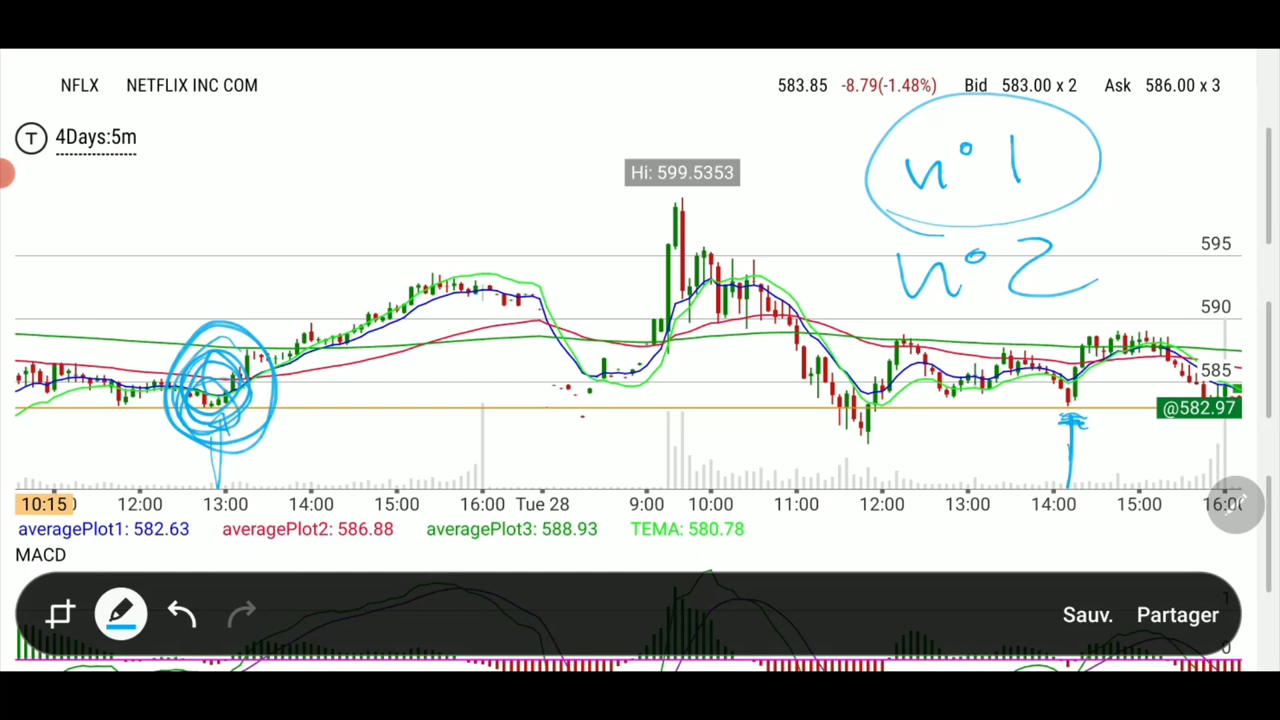 NFLX NETFLIX INC COM 583.85 -8.79(-1.48%) Bid 583.00 x 2 Ask 586.00 x 3
T 4Days:5m
Hi: 599.5353
n° 1
n° 2
595
590
585
@582.97
10:15 12:00 13:00 14:00 15:00 16:00 Tue 28 9:00 10:00 11:00 12:00 13:00 14:00 15:00 16:00
averagePlot1: 582.63 averagePlot2: 586.88 averagePlot3: 588.93 TEMA: 580.78
MACD
1
Sauv. Partager
0